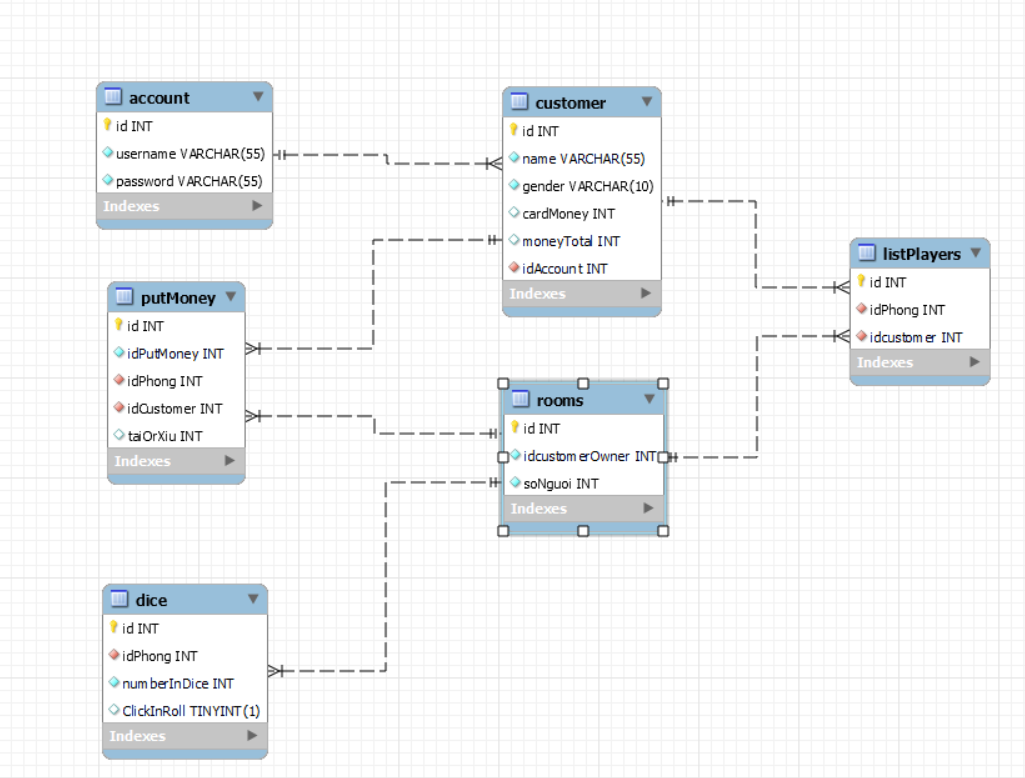 account
id INT
username VARCHAR(55)
password VARCHAR(55)
Indexes
customer
id INT
name VARCHAR(55)
gender VARCHAR(10)
cardMoney INT
moneyTotal INT
idAccount INT
Indexes
listPlayers
id INT
idPhong INT
idcustomer INT
Indexes
putMoney
id INT
idPutMoney INT
idPhong INT
idCustomer INT
taiOrXiu INT
Indexes
rooms
id INT
idcustomerOwner INT
soNguoi INT
Indexes
dice
id INT
idPhong INT
numberInDice INT
ClickInRoll TINYINT(1)
Indexes